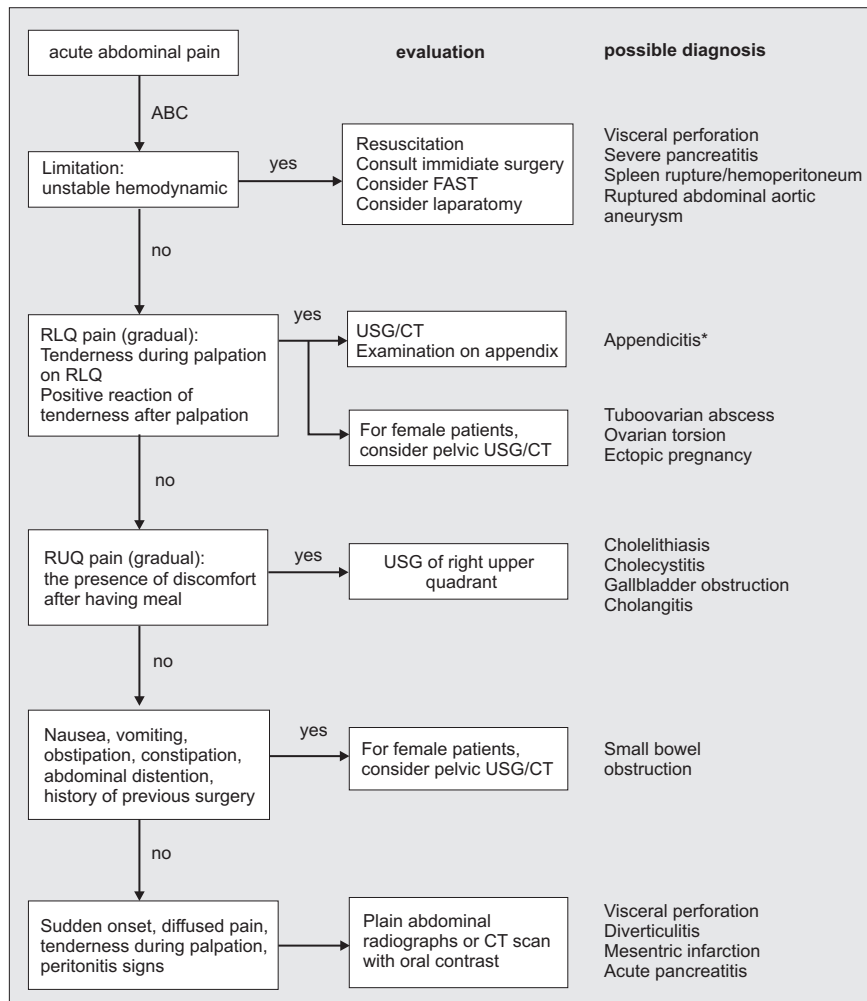 acute abdominal pain
evaluation
possible diagnosis
ABC
Limitation:
unstable hemodynamic
yes
Resuscitation
Consult immidiate surgery
Consider FAST
Consider laparatomy
Visceral perforation
Severe pancreatitis
Spleen rupture/hemoperitoneum
Ruptured abdominal aortic
aneurysm
no
RLQ pain (gradual):
Tenderness during palpation
on RLQ
Positive reaction of
tenderness after palpation
yes
USG/CT
Examination on appendix
Appendicitis*
For female patients,
consider pelvic USG/CT
Tuboovarian abscess
Ovarian torsion
Ectopic pregnancy
no
RUQ pain (gradual):
the presence of discomfort
after having meal
yes
USG of right upper
quadrant
Cholelithiasis
Cholecystitis
Gallbladder obstruction
Cholangitis
no
Nausea, vomiting,
obstipation, constipation,
abdominal distention,
history of previous surgery
yes
For female patients,
consider pelvic USG/CT
Small bowel
obstruction
no
Sudden onset, diffused pain,
tenderness during palpation,
peritonitis signs
Plain abdominal
radiographs or CT scan
with oral contrast
Visceral perforation
Diverticulitis
Mesentric infarction
Acute pancreatitis